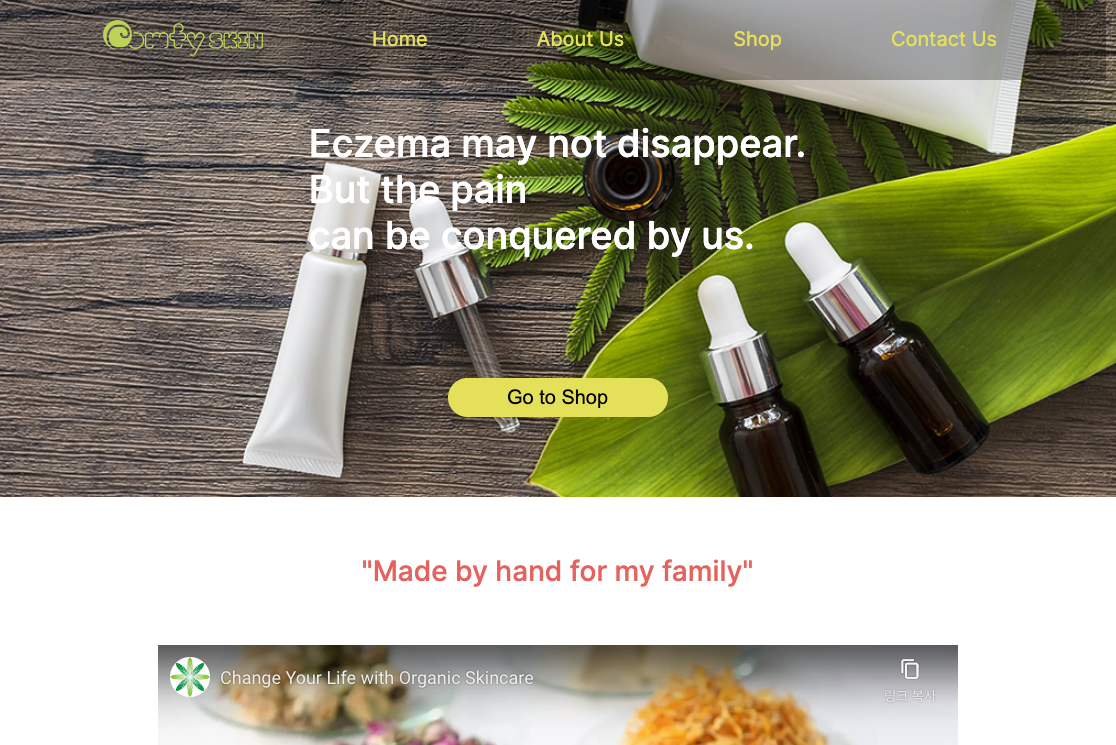 Comfy SKIN
Home
About Us
Shop
Contact Us
Eczema may not disappear.
But the pain
can be conquered by us.
Go to Shop
"Made by hand for my family"
Change Your Life with Organic Skincare
링크 복사